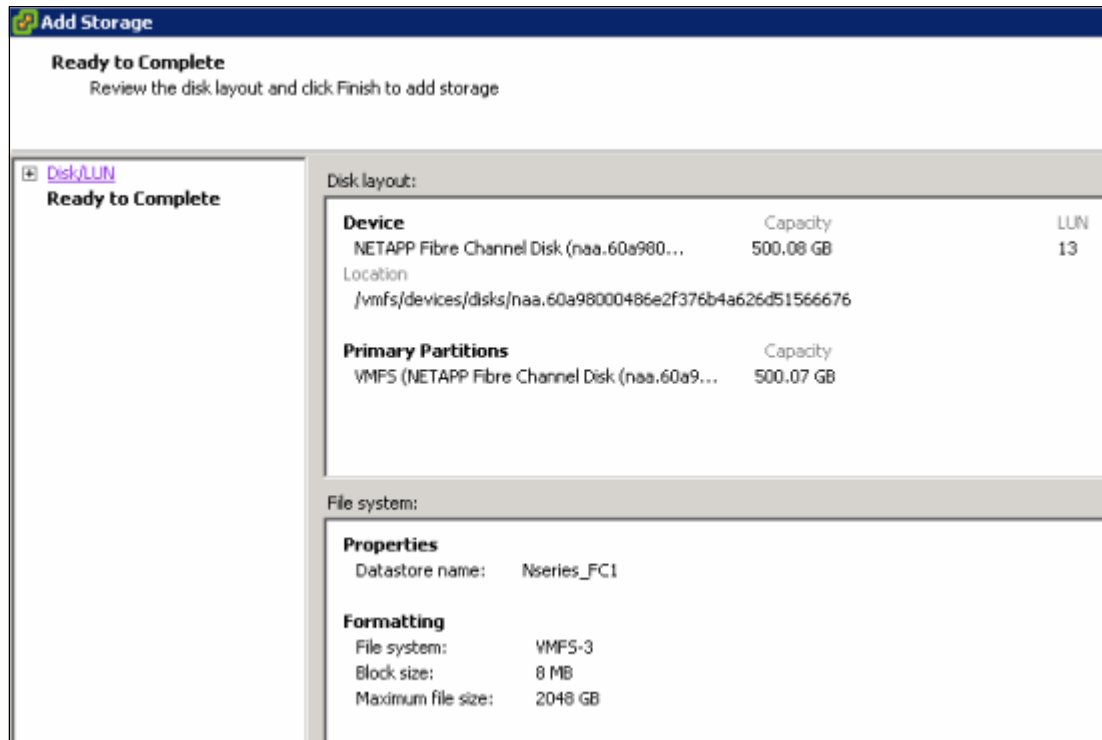 Add Storage
Ready to Complete
Review the disk layout and click Finish to add storage
Disk/LUN
Ready to Complete
Disk layout:
Device Capacity LUN
NETAPP Fibre Channel Disk (naa.60a980... 500.08 GB 13
Location
/vmfs/devices/disks/naa.60a98000486e2f376b4a626d51566676
Primary Partitions Capacity
VMFS (NETAPP Fibre Channel Disk (naa.60a9... 500.07 GB
File system:
Properties
Datastore name: Nseries_FC1
Formatting
File system: VMFS-3
Block size: 8 MB
Maximum file size: 2048 GB